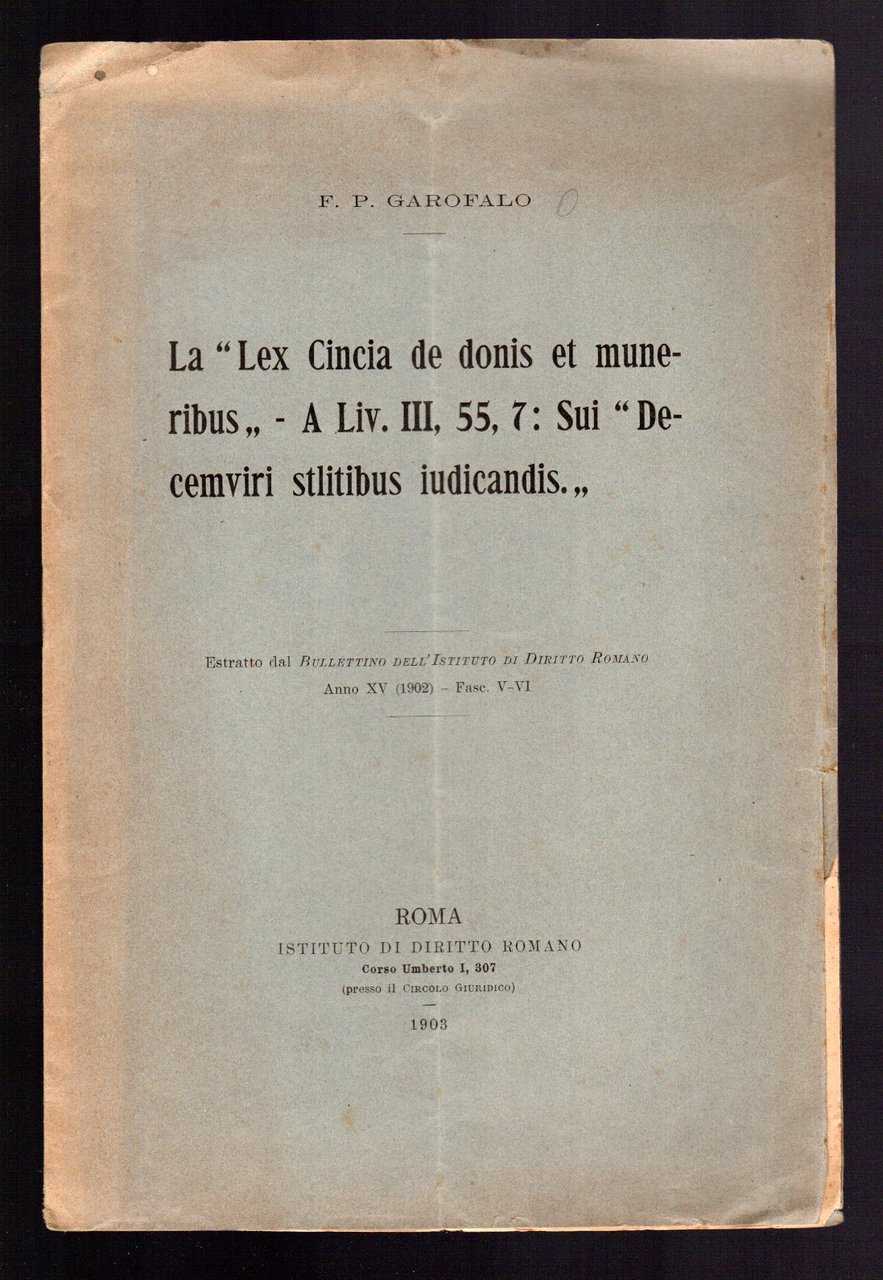 F. P. GAROFALO
La “Lex Cincia de donis et mune-
ribus„ - A Liv. III, 55, 7: Sui “De-
cemviri stlitibus iudicandis.„
Estratto dal BULLETTINO DELL'ISTITUTO DI DIRITTO ROMANO
Anno XV (1902) – Fasc. V-VI
ROMA
ISTITUTO DI DIRITTO ROMANO
Corso Umberto I, 307
(presso il CIRCOLO GIURIDICO)
1903